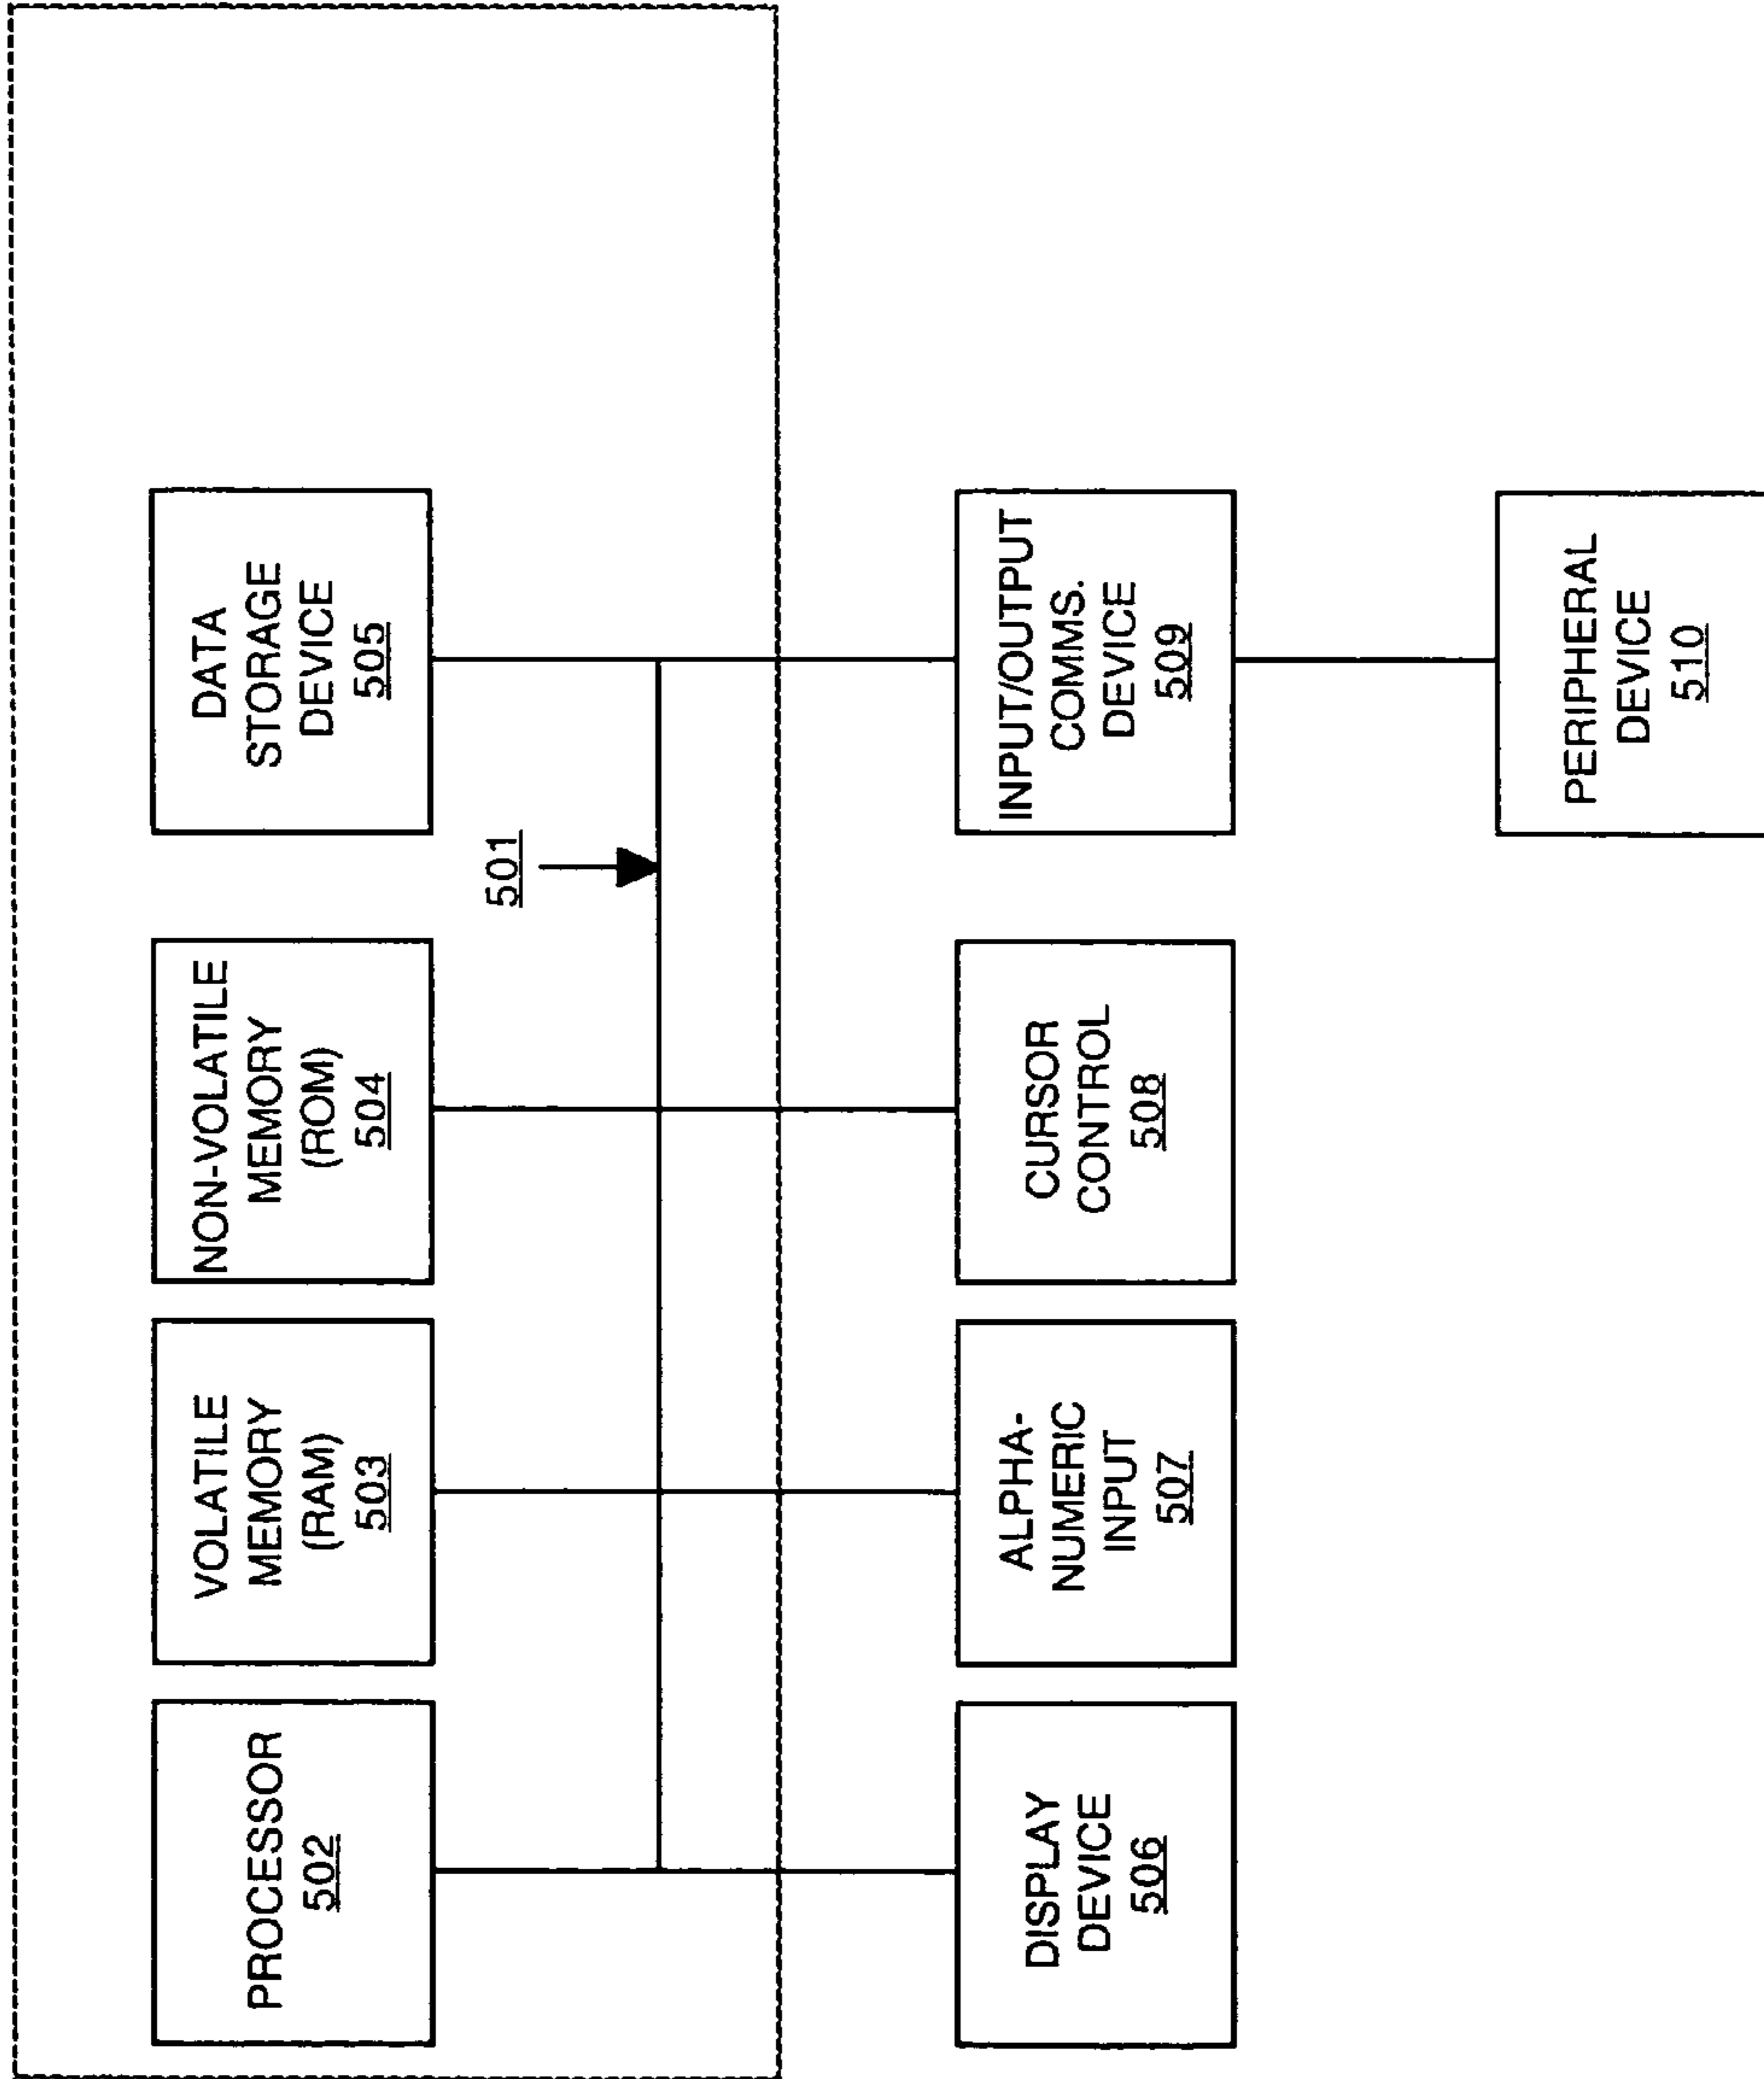 PROCESSOR
502
VOLATILE
MEMORY
(RAM)
503
NON-VOLATILE
MEMORY
(ROM)
504
DATA
STORAGE
DEVICE
505
501
DISPLAY
DEVICE
506
ALPHA-
NUMERIC
INPUT
507
CURSOR
CONTROL
508
INPUT/OUTPUT
COMMS.
DEVICE
509
PERIPHERAL
DEVICE
510